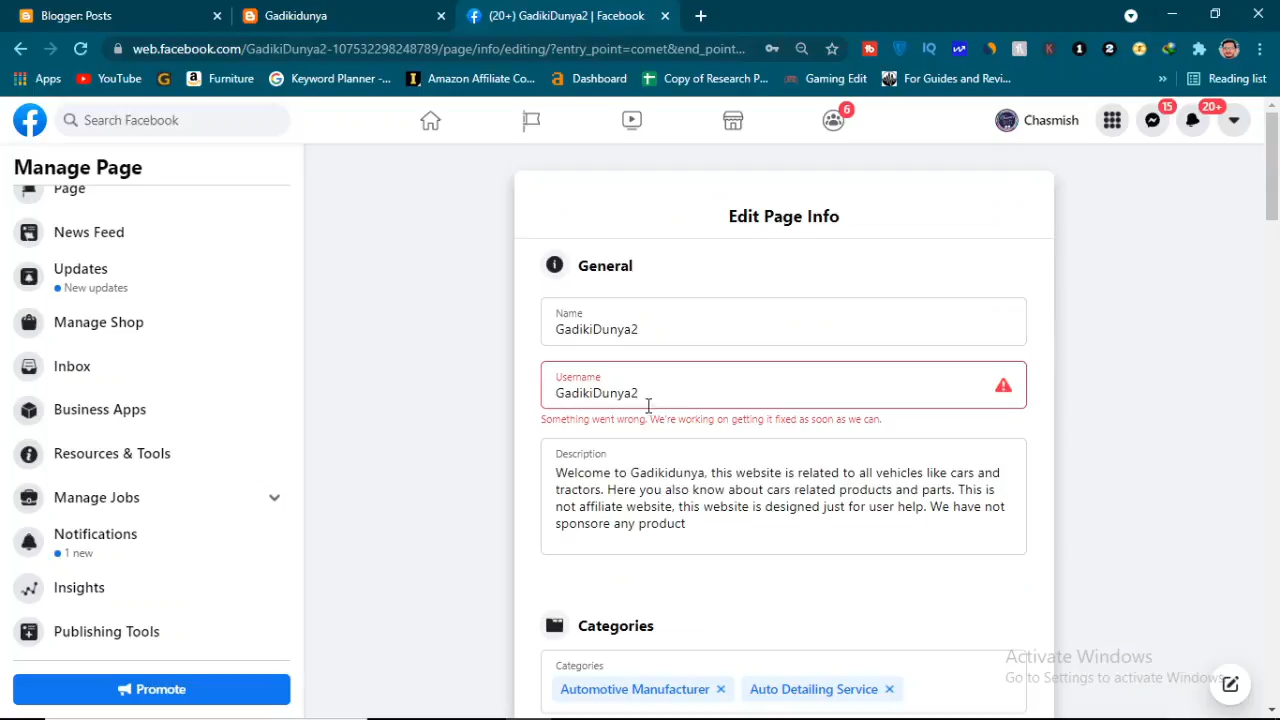 Blogger: Posts
Gadikidunya
(20+) GadikiDunya2 | Facebook
web.facebook.com/GadikiDunya2-107532298248789/page/info/editing/?entry_point=comet&end_point...
Apps
YouTube
Furniture
Keyword Planner -...
Amazon Affiliate Co...
Dashboard
Copy of Research P...
Gaming Edit
For Guides and Revi...
»
Reading list
Search Facebook
6
Chasmish
15
20+
Manage Page
Page
News Feed
Updates
New updates
Manage Shop
Inbox
Business Apps
Resources & Tools
Manage Jobs
Notifications
1 new
Insights
Publishing Tools
Promote
Edit Page Info
General
Name
GadikiDunya2
Username
GadikiDunya2
Something went wrong. We're working on getting it fixed as soon as we can.
Description
Welcome to Gadikidunya, this website is related to all vehicles like cars and
tractors. Here you also know about cars related products and parts. This is
not affiliate website, this website is designed just for user help. We have not
sponsore any product
Categories
Categories
Automotive Manufacturer
Auto Detailing Service
Activate Windows
Go to Settings to activate Windows.